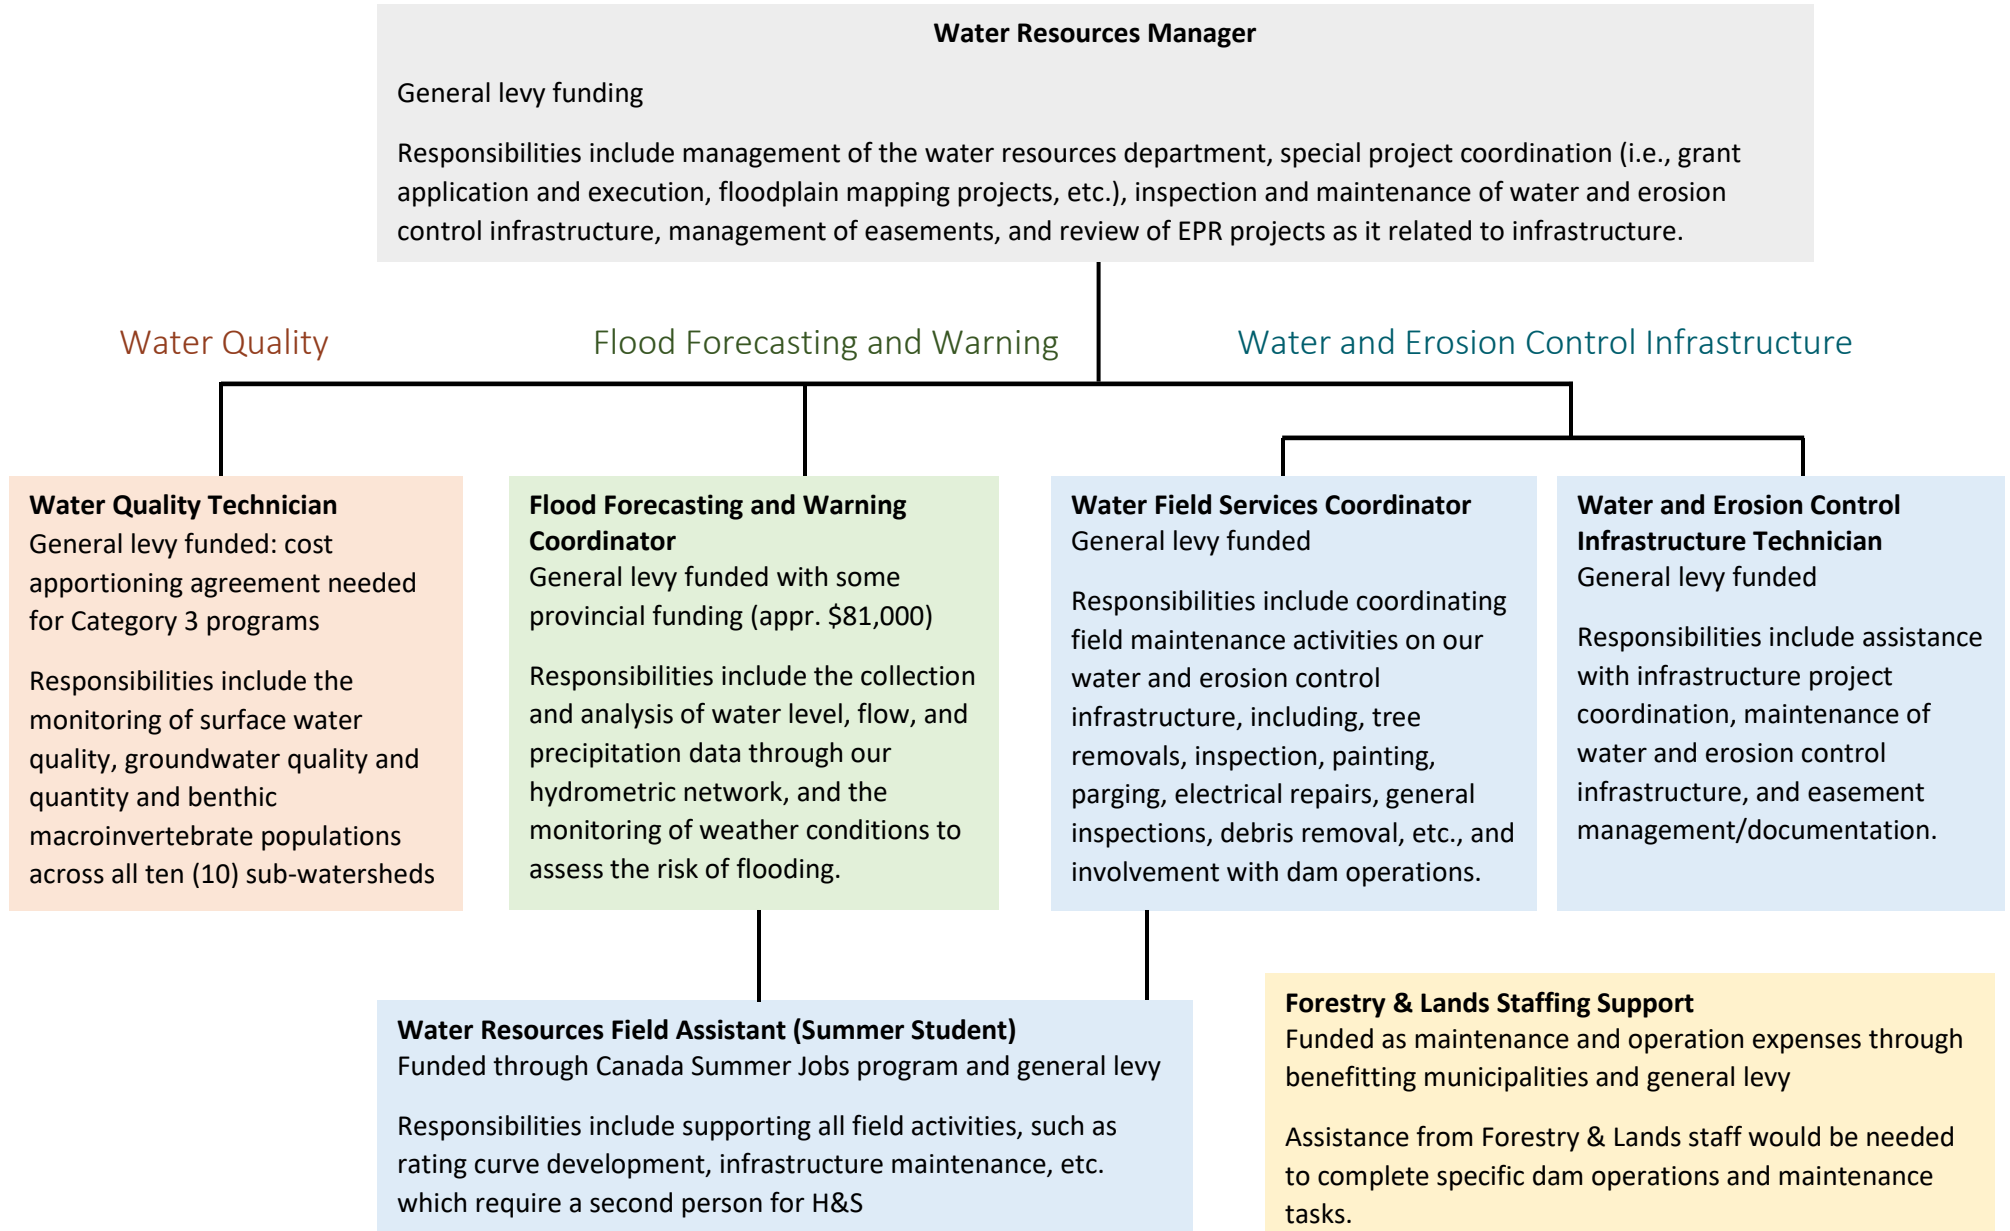 Water Resources Manager
General levy funding
Responsibilities include management of the water resources department, special project coordination (i.e., grant
application and execution, floodplain mapping projects, etc.), inspection and maintenance of water and erosion
control infrastructure, management of easements, and review of EPR projects as it related to infrastructure.
Water Quality
Flood Forecasting and Warning
Water and Erosion Control Infrastructure
Water Quality Technician
General levy funded: cost
apportioning agreement needed
for Category 3 programs
Responsibilities include the
monitoring of surface water
quality, groundwater quality and
quantity and benthic
macroinvertebrate populations
across all ten (10) sub-watersheds
Flood Forecasting and Warning
Coordinator
General levy funded with some
provincial funding (appr. $81,000)
Responsibilities include the collection
and analysis of water level, flow, and
precipitation data through our
hydrometric network, and the
monitoring of weather conditions to
assess the risk of flooding.
Water Field Services Coordinator
General levy funded
Responsibilities include coordinating
field maintenance activities on our
water and erosion control
infrastructure, including, tree
removals, inspection, painting,
parging, electrical repairs, general
inspections, debris removal, etc., and
involvement with dam operations.
Water and Erosion Control
Infrastructure Technician
General levy funded
Responsibilities include assistance
with infrastructure project
coordination, maintenance of
water and erosion control
infrastructure, and easement
management/documentation.
Water Resources Field Assistant (Summer Student)
Funded through Canada Summer Jobs program and general levy
Responsibilities include supporting all field activities, such as
rating curve development, infrastructure maintenance, etc.
which require a second person for H&S
Forestry & Lands Staffing Support
Funded as maintenance and operation expenses through
benefitting municipalities and general levy
Assistance from Forestry & Lands staff would be needed
to complete specific dam operations and maintenance
tasks.